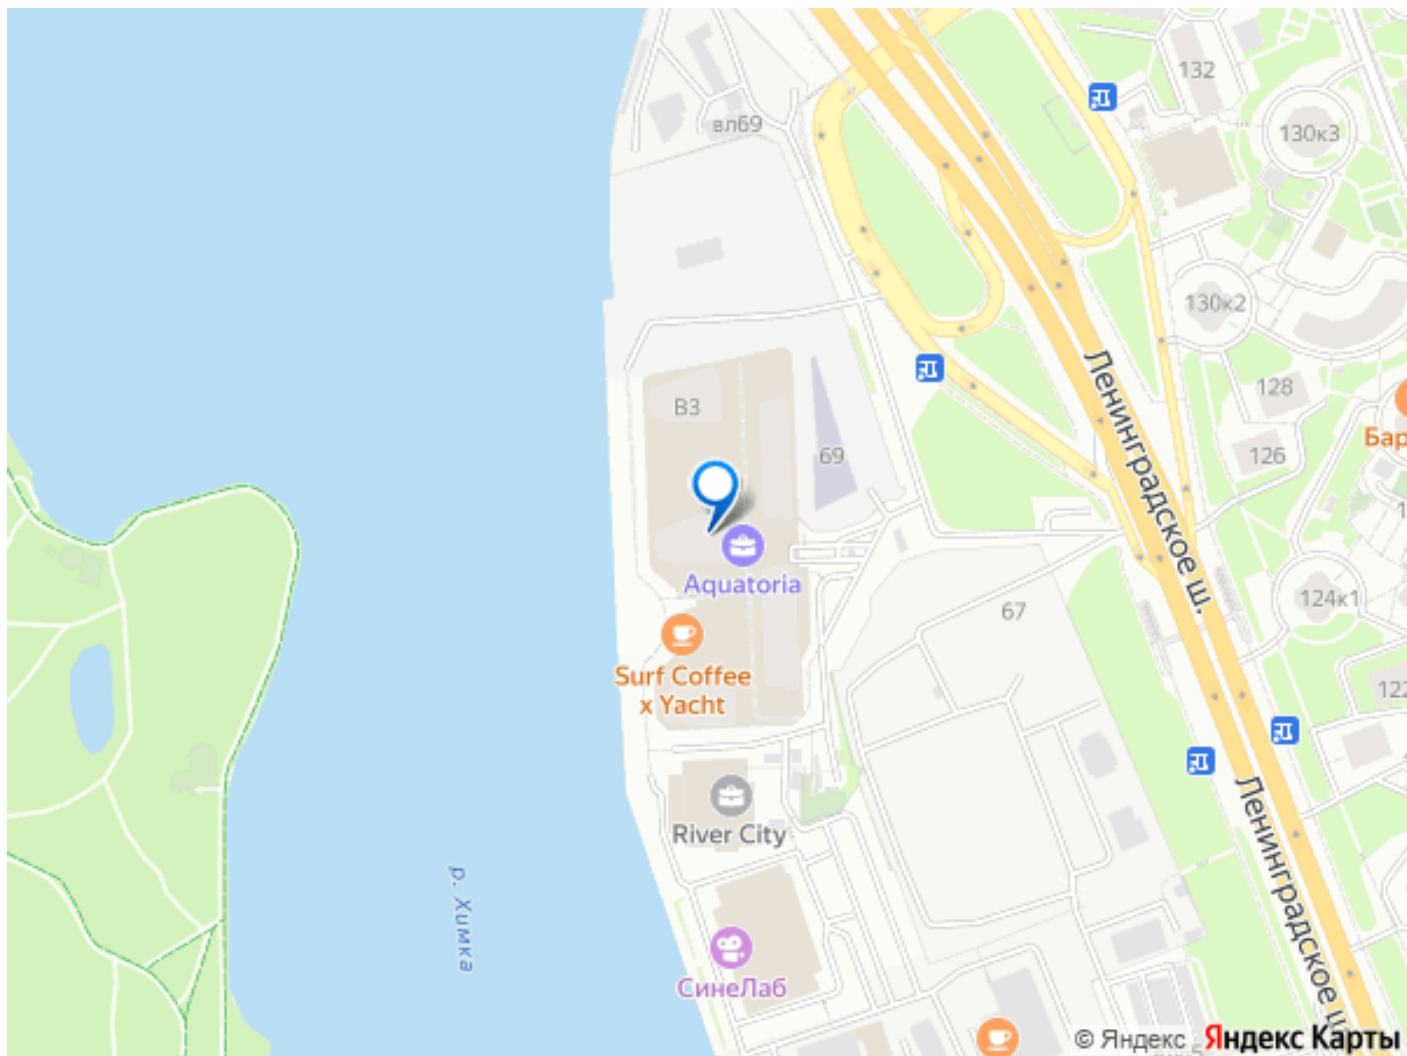 132
вл69
130к3
130к2
Ленинградское ш.
128
В3
Бар
69
126
Aquatoria
124к1
67
Surf Coffee
x Yacht
122
River City
Ленинградское ш
р. Химка
СинеЛаб
© Яндекс Яндекс Карты